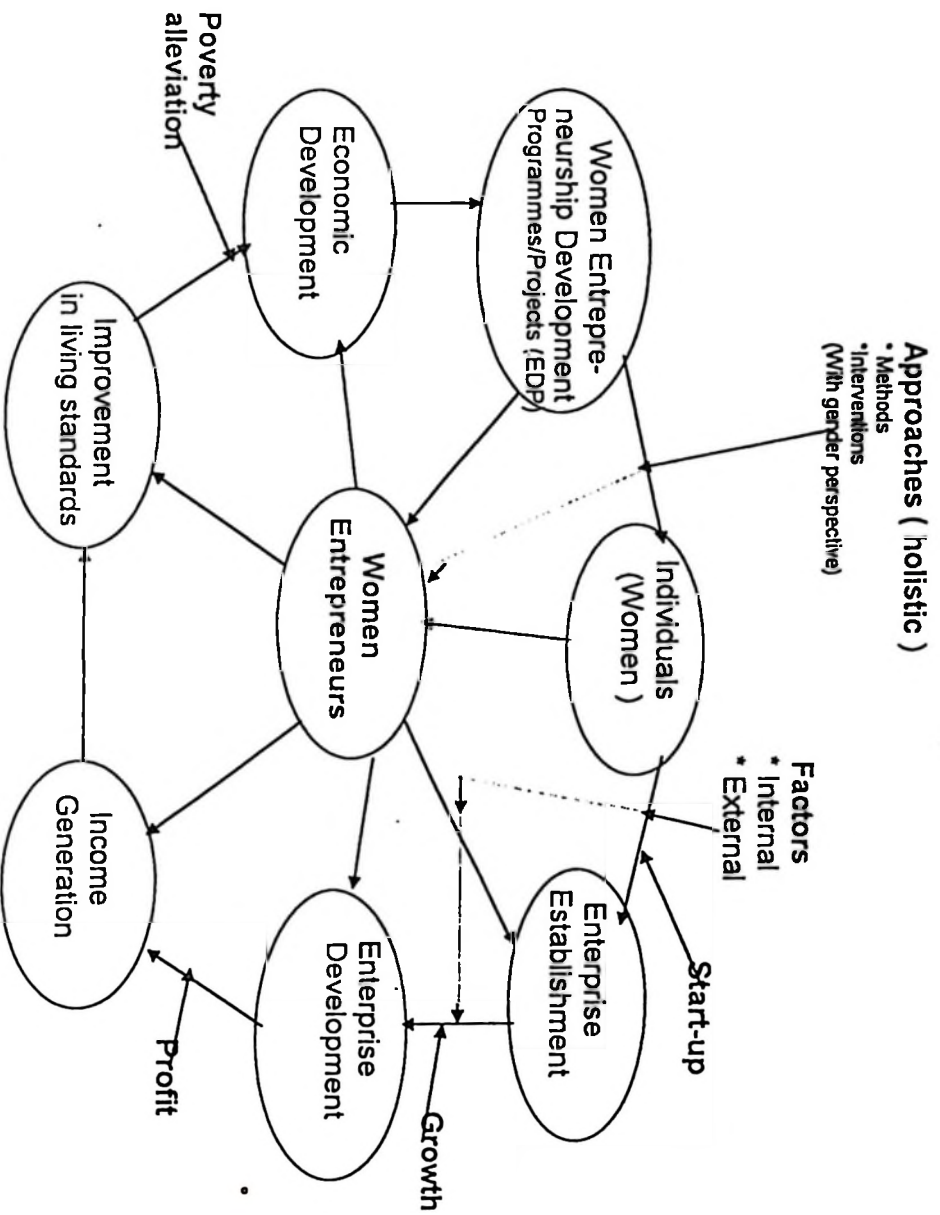 Approaches ( holistic )
* Methods
*Interventions
(With gender perspective)
Factors
* Internal
* External
Start-up
Women Entrepre-
neurship Development
Programmes/Projects (EDP)
Individuals
(Women )
Enterprise
Establishment
Growth
Women
Entrepreneurs
Economic
Development
Enterprise
Development
Poverty
alleviation
Profit
Improvement
in living standards
Income
Generation